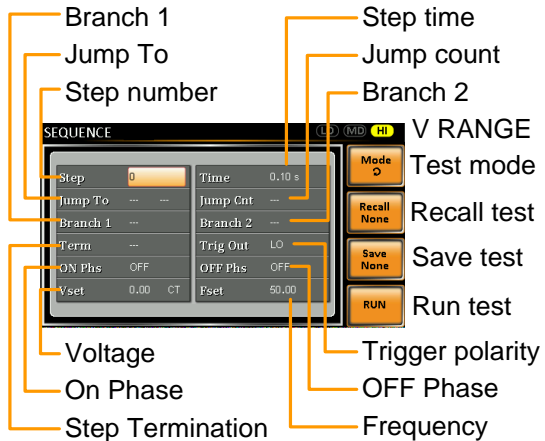 Branch 1
Step time
Jump To
Jump count
Step number
Branch 2
SEQUENCE
LO MD HI
V RANGE
Step 0 Time 0.10 s
Mode
Test mode
Jump To --- --- Jump Cnt ---
Recall
None
Recall test
Branch 1 --- Branch 2 ---
Term --- Trig Out LO
Save
None
Save test
ON Phs OFF OFF Phs OFF
Vset 0.00 CT Fset 50.00
RUN
Run test
Voltage
Trigger polarity
On Phase
OFF Phase
Step Termination
Frequency